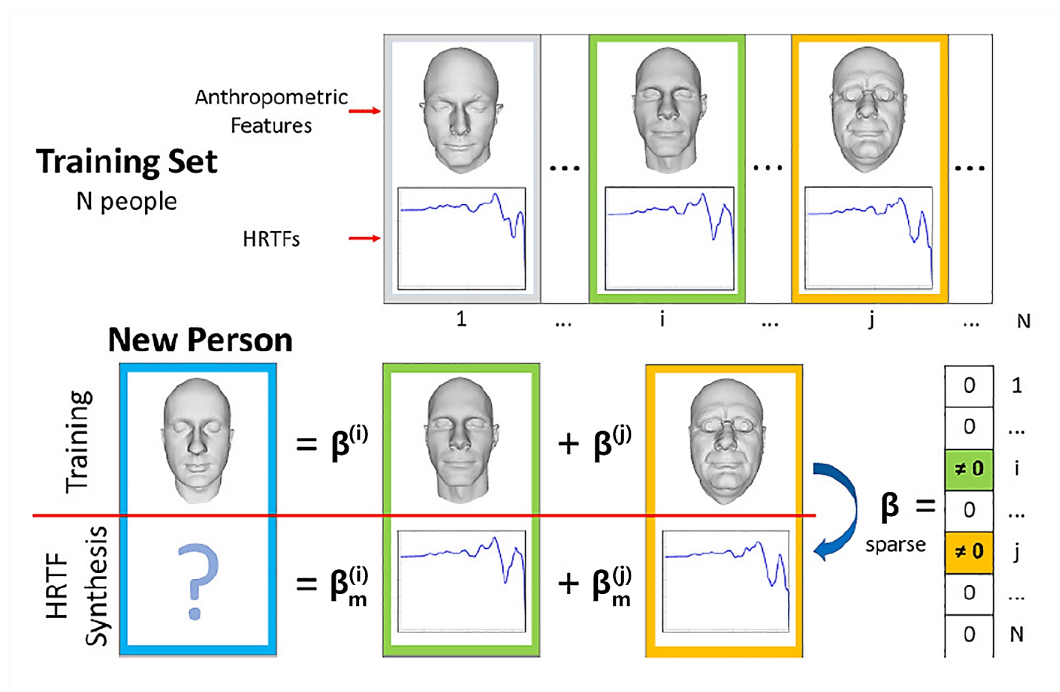 Anthropometric
Features
Training Set
N people
HRTFs
...
...
...
1 ... i ... j ... N
New Person
Training
= β(i)
+ β(j)
HRTF
Synthesis
?
= βm(i)
+ βm(j)
β =
sparse
0 1
0 ...
≠ 0 i
0 ...
≠ 0 j
0 ...
0 N